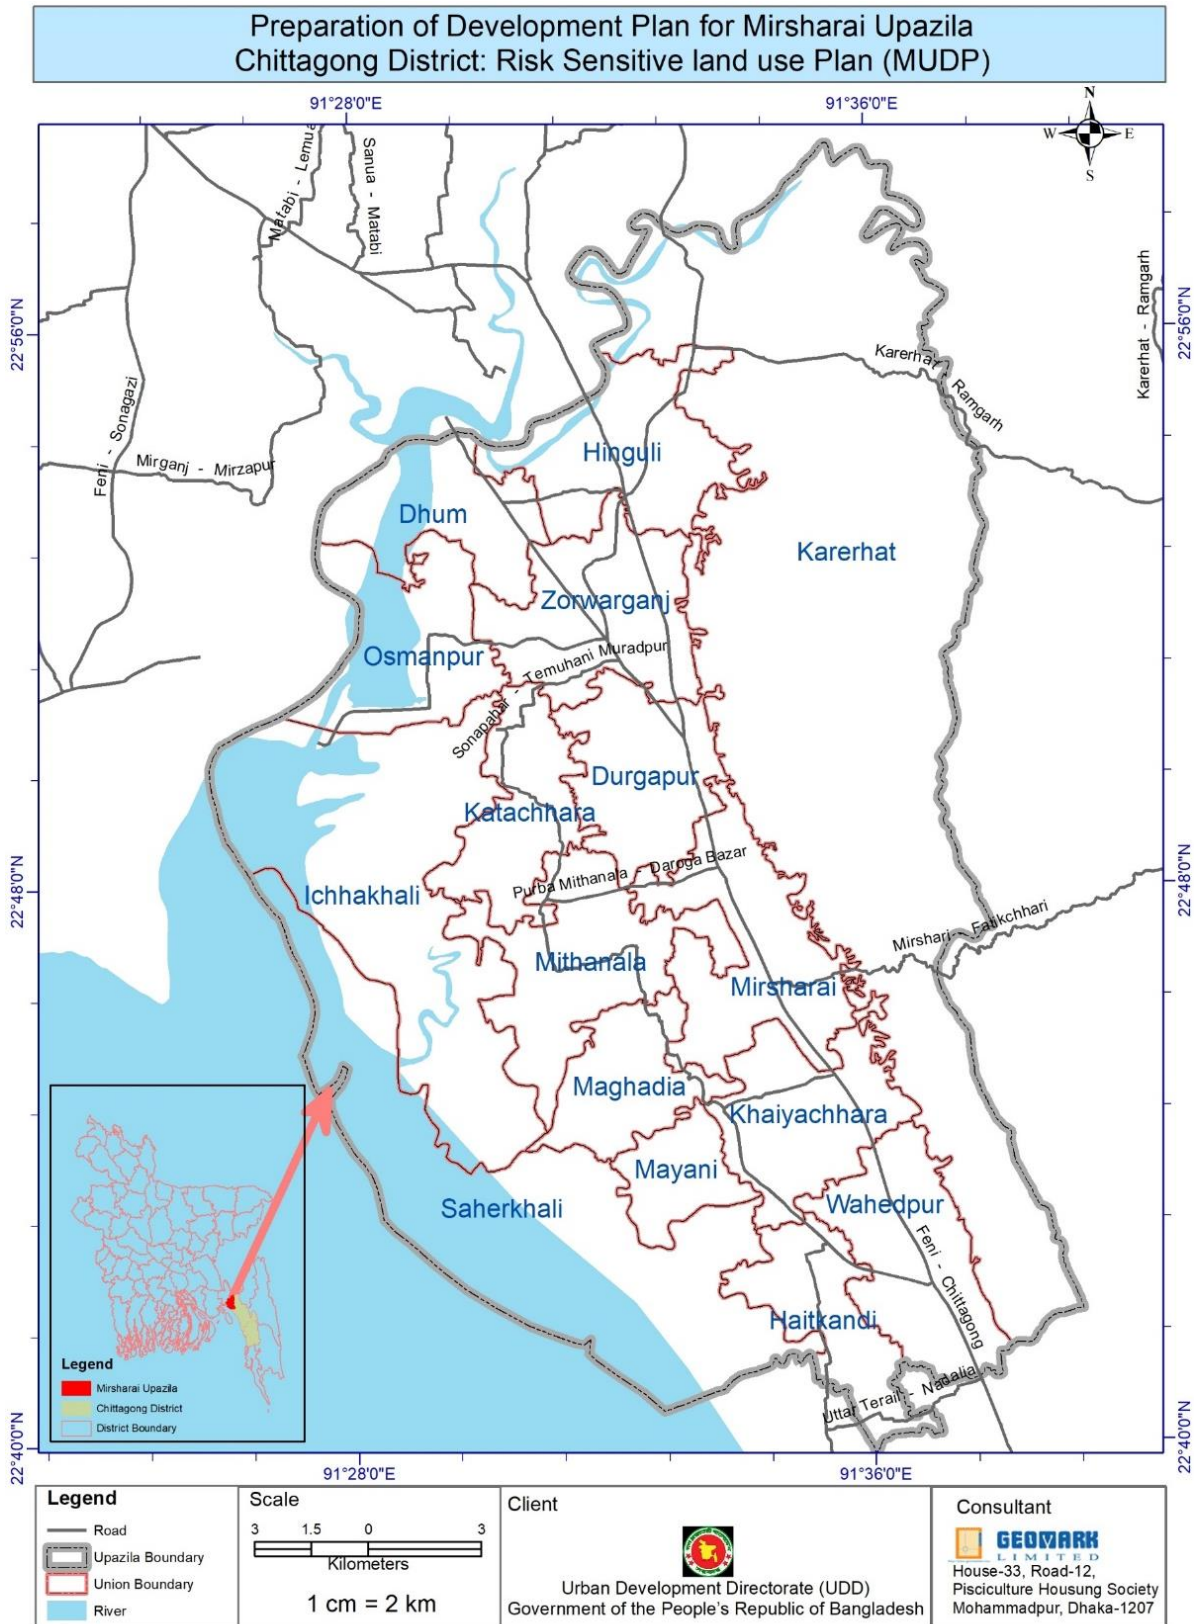 Preparation of Development Plan for Mirsharai Upazila
Chittagong District: Risk Sensitive land use Plan (MUDP)
91°28'0"E
91°36'0"E
N
W
E
S
Matabi - Lemua
Sanua - Matabi
22°56'0"N
22°56'0"N
Karerhat - Ramgarh
Karerhat
Ramgarh
Feni - Sonagazi
Mirganj - Mirzapur
Hinguli
Dhum
Karerhat
Zorwarganj
Osmanpur
Sonapahar - Temuhani Muradpur
Durgapur
Katachhara
Purba Mithanala - Daroga Bazar
22°48'0"N
22°48'0"N
Ichhakhali
Mirshari - Fatikchhari
Mithanala
Mirsharai
Maghadia
Khaiyachhara
Mayani
Wahedpur
Saherkhali
Feni - Chittagong
Haitkandi
Uttar Terail - Nadalia
Legend
Mirsharai Upazila
Chittagong District
District Boundary
22°40'0"N
22°40'0"N
91°28'0"E
91°36'0"E
Legend
Road
Upazila Boundary
Union Boundary
River
Scale
3 1.5 0 3
Kilometers
1 cm = 2 km
Client
Urban Development Directorate (UDD)
Government of the People's Republic of Bangladesh
Consultant
GEOMARK
LIMITED
House-33, Road-12,
Pisciculture Housung Society
Mohammadpur, Dhaka-1207